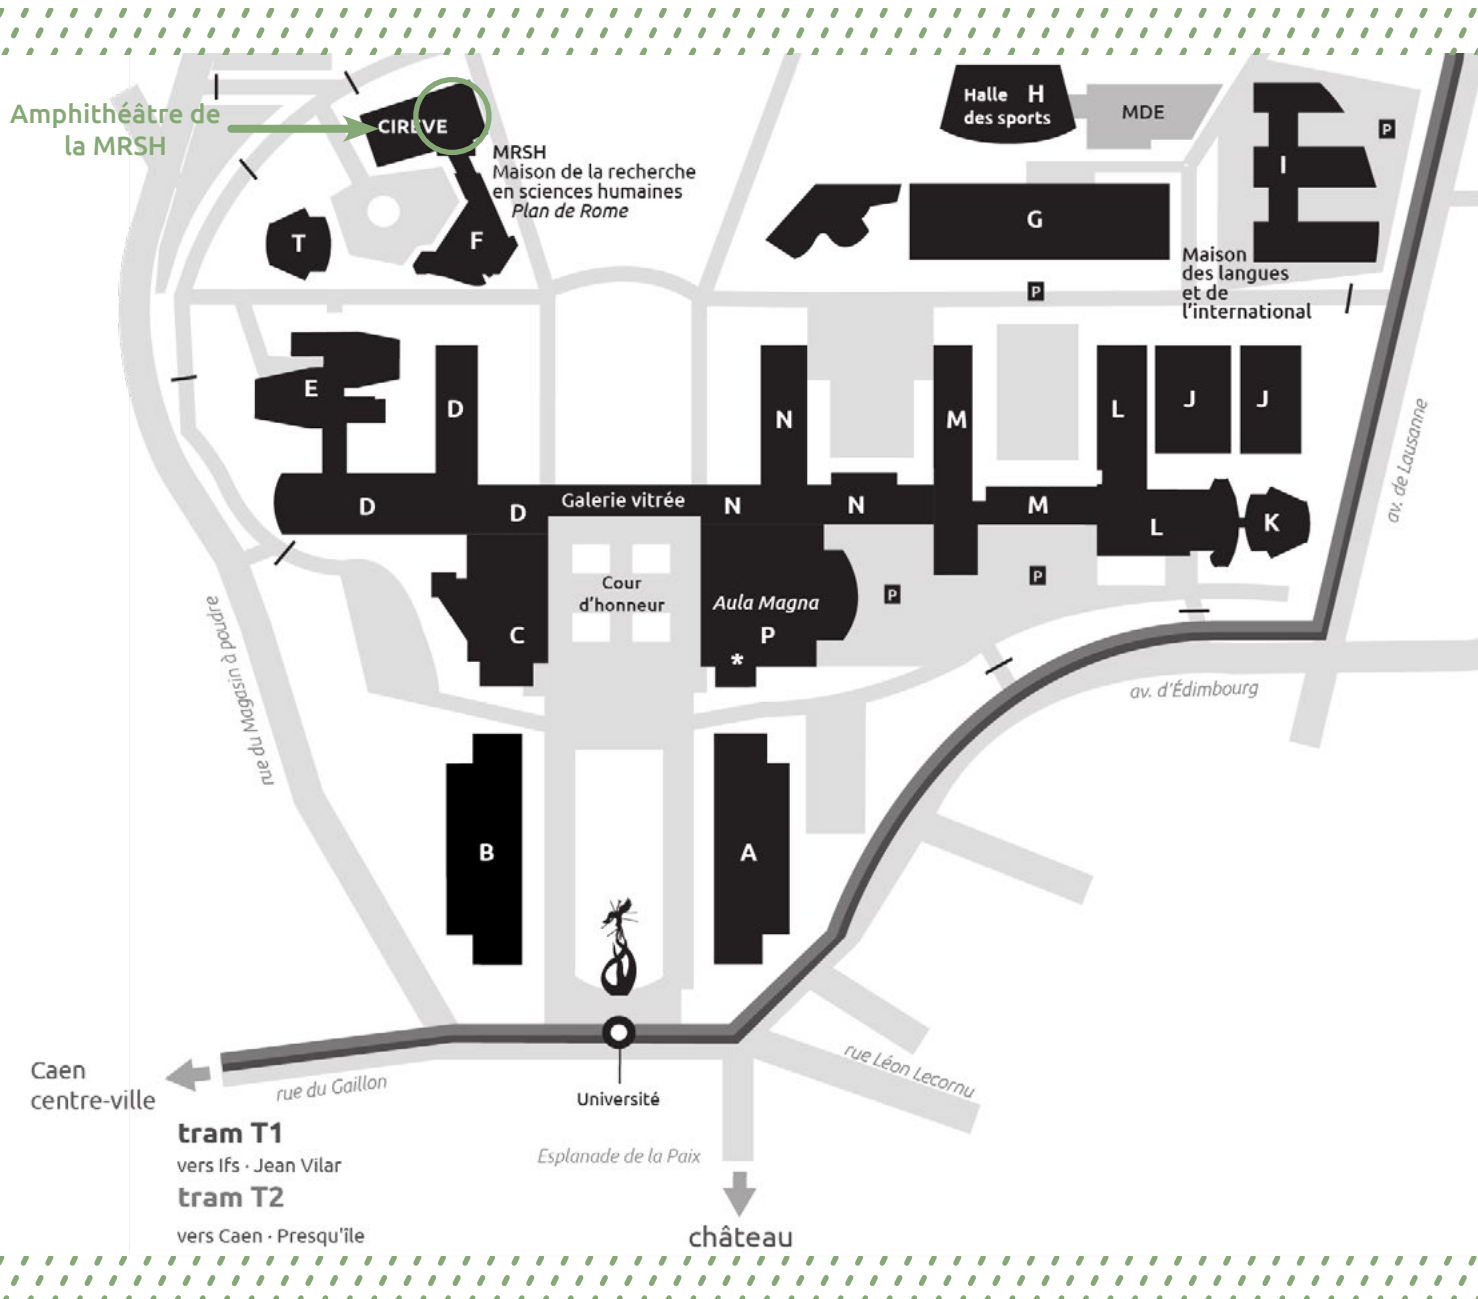 Amphithéâtre de
la MRSH
CIREVE
MRSH
Maison de la recherche
en sciences humaines
Plan de Rome
T
F
Halle H
des sports
MDE
P
I
G
Maison
des langues
et de
l'international
P
E
D
N
M
L
J
J
av. de Lausanne
D
D
Galerie vitrée
N
N
M
L
K
Cour
d'honneur
Aula Magna
P
*
C
P
P
rue du Magasin à poudre
av. d'Édimbourg
B
A
Caen
centre-ville
rue du Gaillon
Université
rue Léon Lecornu
tram T1
vers Ifs · Jean Vilar
tram T2
vers Caen · Presqu'île
Esplanade de la Paix
château